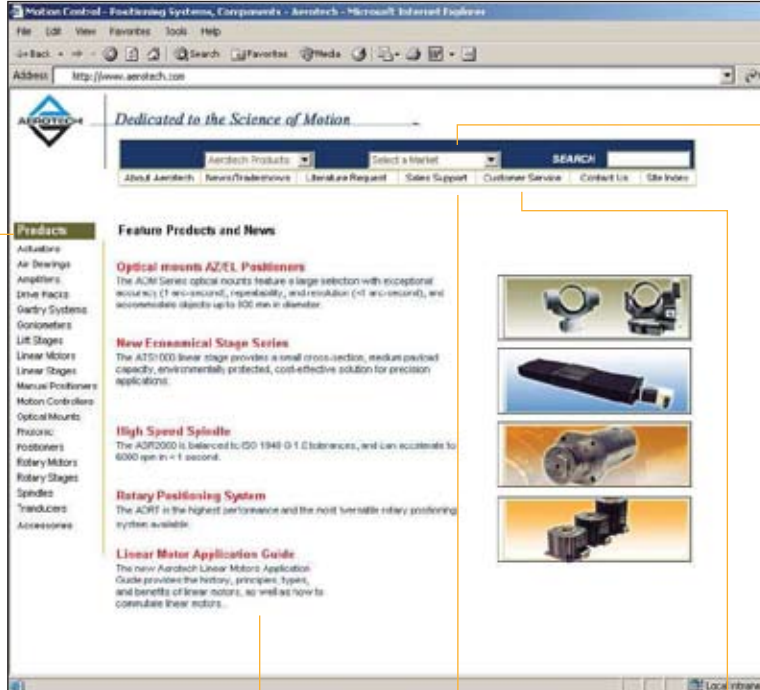 Motion Control - Positioning Systems, Components - Aerotech - Microsoft Internet Explorer
File Edit View Favorites Tools Help
Back Search Favorites Media
Address http://www.aerotech.com
AEROTECH
Dedicated to the Science of Motion
Aerotech Products Select a Market SEARCH
About Aerotech News/Tradeshows Literature Request Sales Support Customer Service Contact Us Site Index
Products
Actuators
Air Bearings
Amplifiers
Drive Racks
Gantry Systems
Goniometers
Lift Stages
Linear Motors
Linear Stages
Manual Positioners
Motion Controllers
Optical Mounts
Photonic
Positioners
Rotary Motors
Rotary Stages
Spindles
Tranducers
Accessories
Feature Products and News
Optical mounts AZ/EL Positioners
The AOM Series optical mounts feature a large selection with exceptional
accuracy (1 arc-second), repeatability, and resolution (<1 arc-second), and
accommodate objects up to 800 mm in diameter.
New Economical Stage Series
The ATS1000 linear stage provides a small cross-section, medium payload
capacity, environmentally protected, cost-effective solution for precision
applications.
High Speed Spindle
The ASR2000 is balanced to ISO 1940 G 1.0 tolerances, and can accelerate to
6000 rpm in < 1 second.
Rotary Positioning System
The ADRT is the highest performance and the most versatile rotary positioning
system available.
Linear Motor Application Guide
The new Aerotech Linear Motors Application
Guide provides the history, principles, types,
and benefits of linear motors, as well as how to
commutate linear motors.
Local intranet